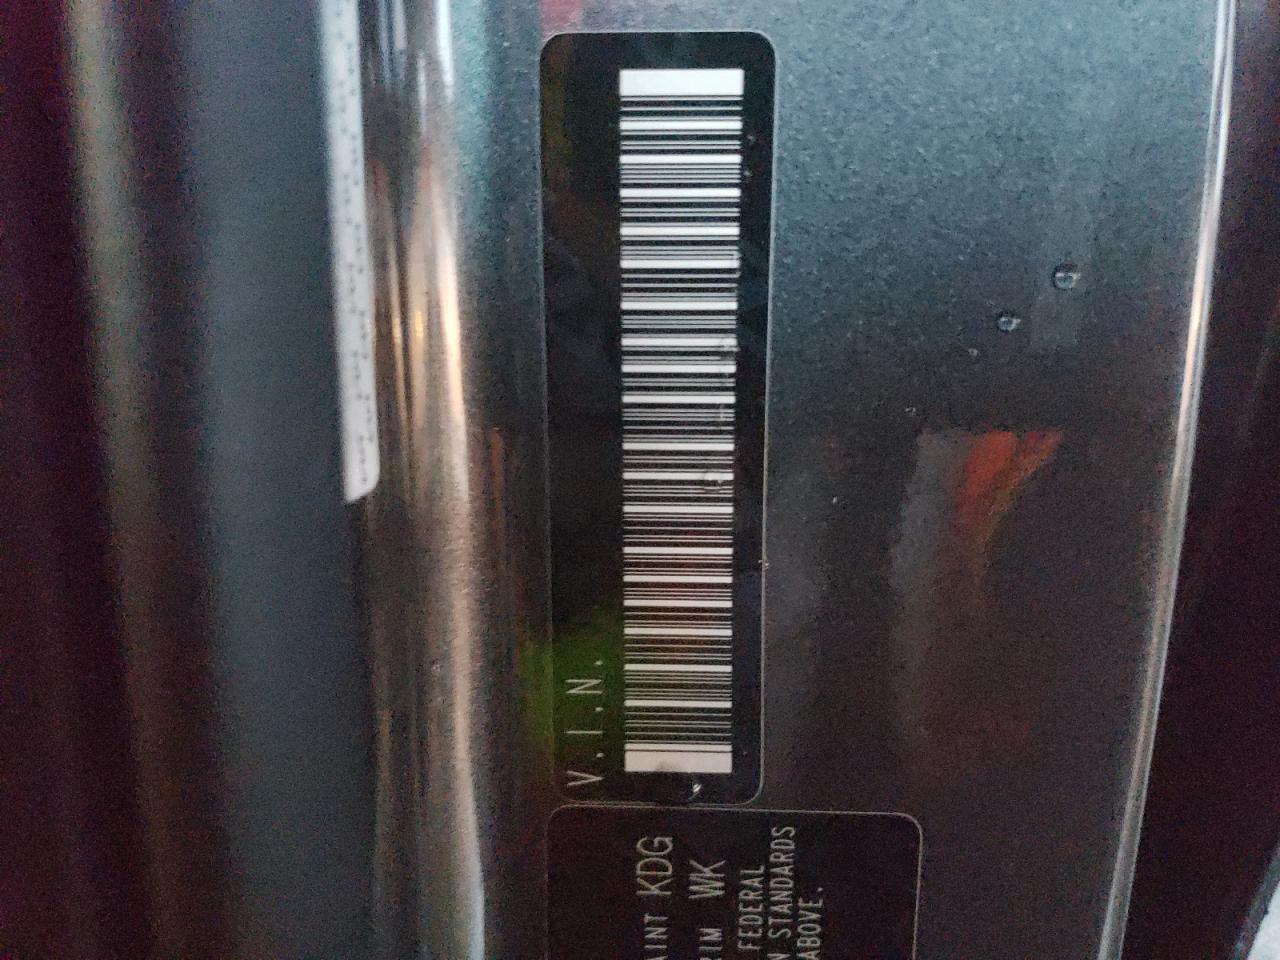 V.I.N.
AINT KDG
RIM WK
FEDERAL
N STANDARDS
ABOVE.